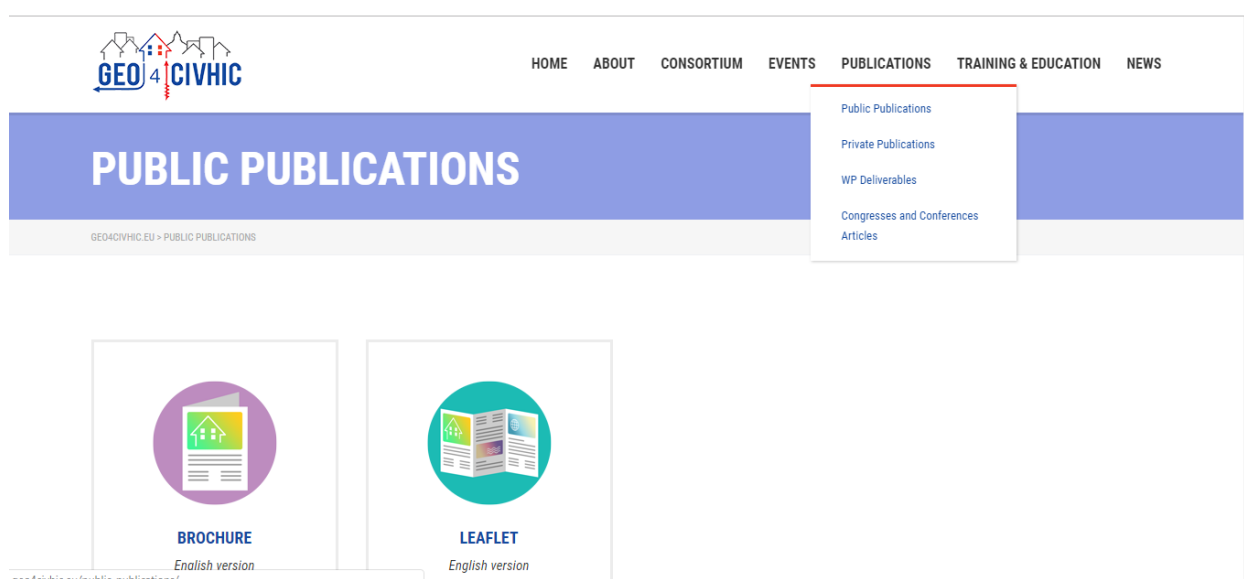 GEO 4 CIVHIC
HOME ABOUT CONSORTIUM EVENTS PUBLICATIONS TRAINING & EDUCATION NEWS
Public Publications
Private Publications
WP Deliverables
Congresses and Conferences
Articles
PUBLIC PUBLICATIONS
GEO4CIVHIC.EU > PUBLIC PUBLICATIONS
BROCHURE
English version
LEAFLET
English version